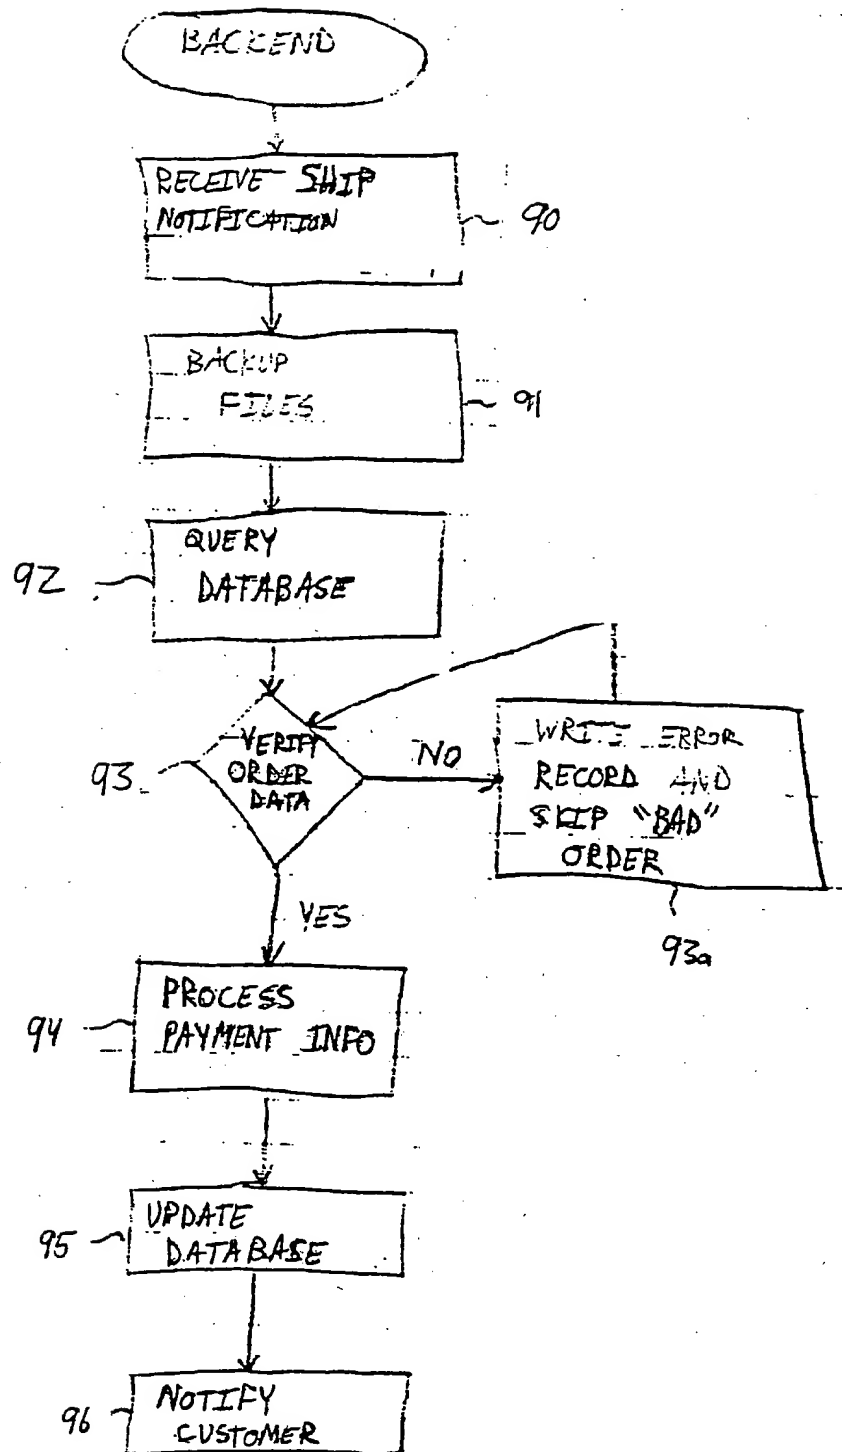 BACKEND
RECEIVE SHIP
NOTIFICATION
90
BACKUP
FILES
91
QUERY
DATABASE
92
VERIFY
ORDER
DATA
93
NO
WRITE ERROR
RECORD AND
SKIP "BAD"
ORDER
93a
YES
PROCESS
PAYMENT INFO
94
UPDATE
DATABASE
95
NOTIFY
CUSTOMER
96